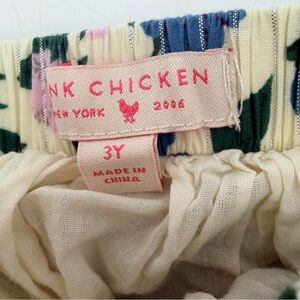 NK CHICKEN
NEW YORK 2006
3Y
MADE IN
CHINA